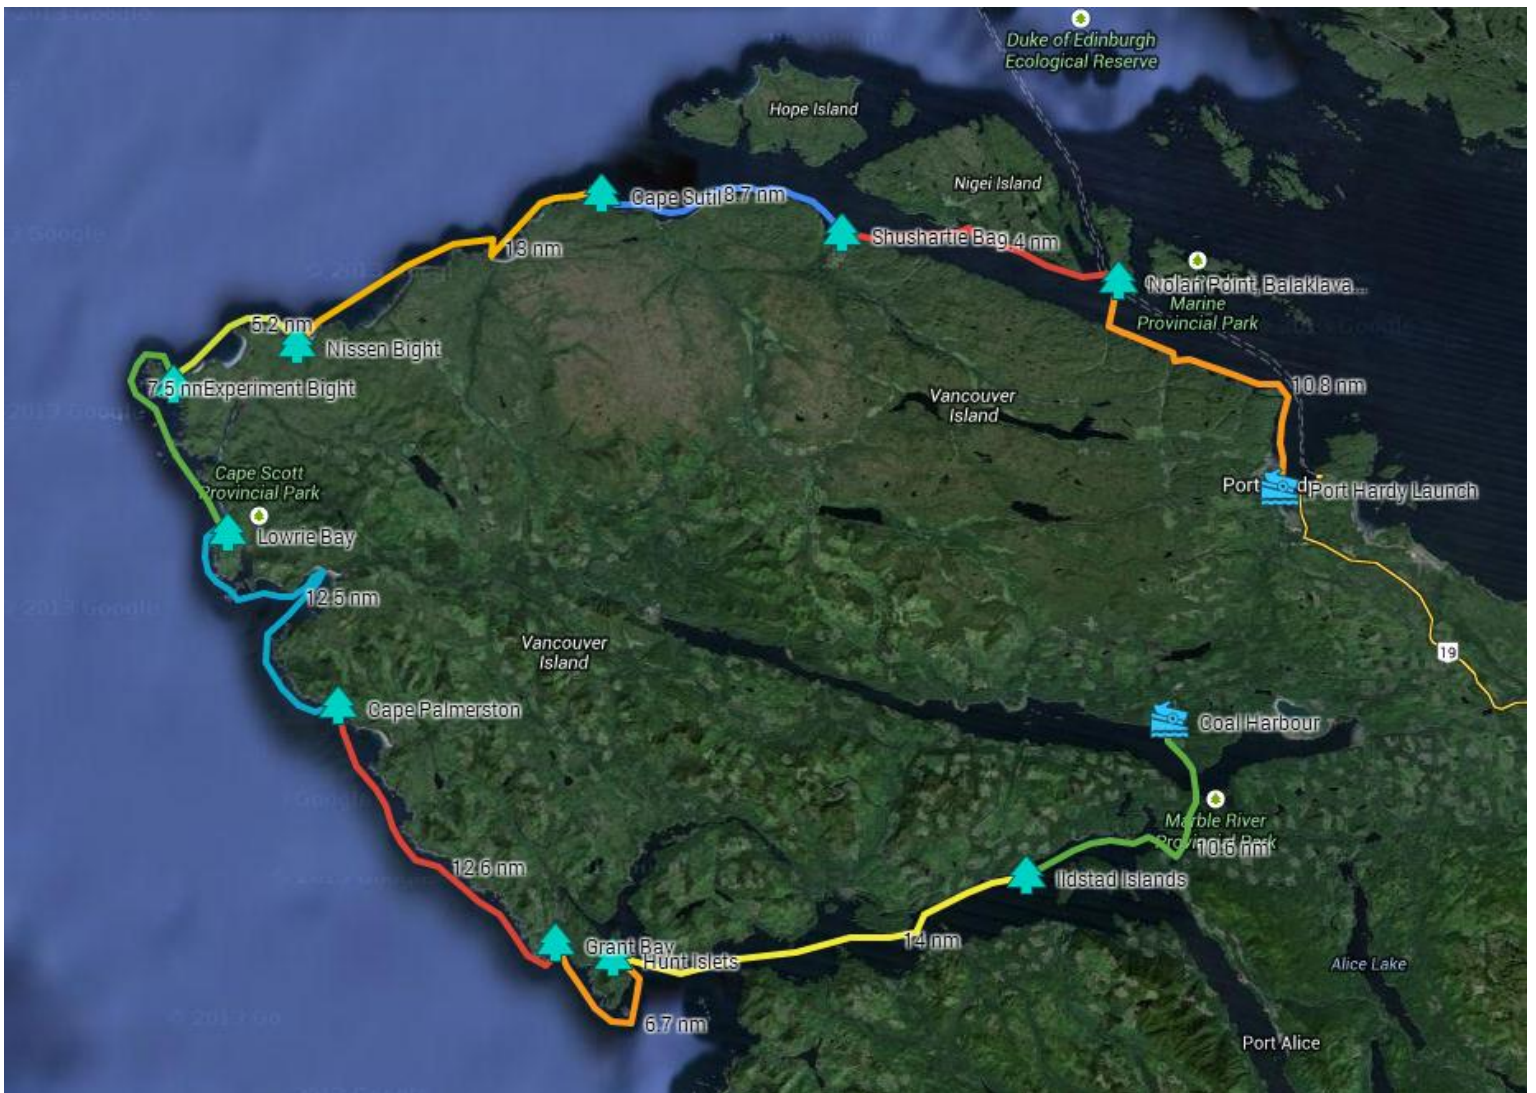 Duke of Edinburgh
Ecological Reserve
Hope Island
Nigei Island
Cape Sutil
8.7 nm
Shushartie Bag
9.4 nm
13 nm
Nolan Point, Balaklava...
Marine
Provincial Park
5.2 nm
Nissen Bight
7.5 nm
Experiment Bight
10.8 nm
Vancouver
Island
Cape Scott
Provincial Park
Port
Port Hardy Launch
Lowrie Bay
12.5 nm
Vancouver
Island
19
Cape Palmerston
Coal Harbour
Marble River
Provincial Park
10.6 nm
12.6 nm
Ildstad Islands
Grant Bay
Hunt Islets
14 nm
Alice Lake
6.7 nm
Port Alice